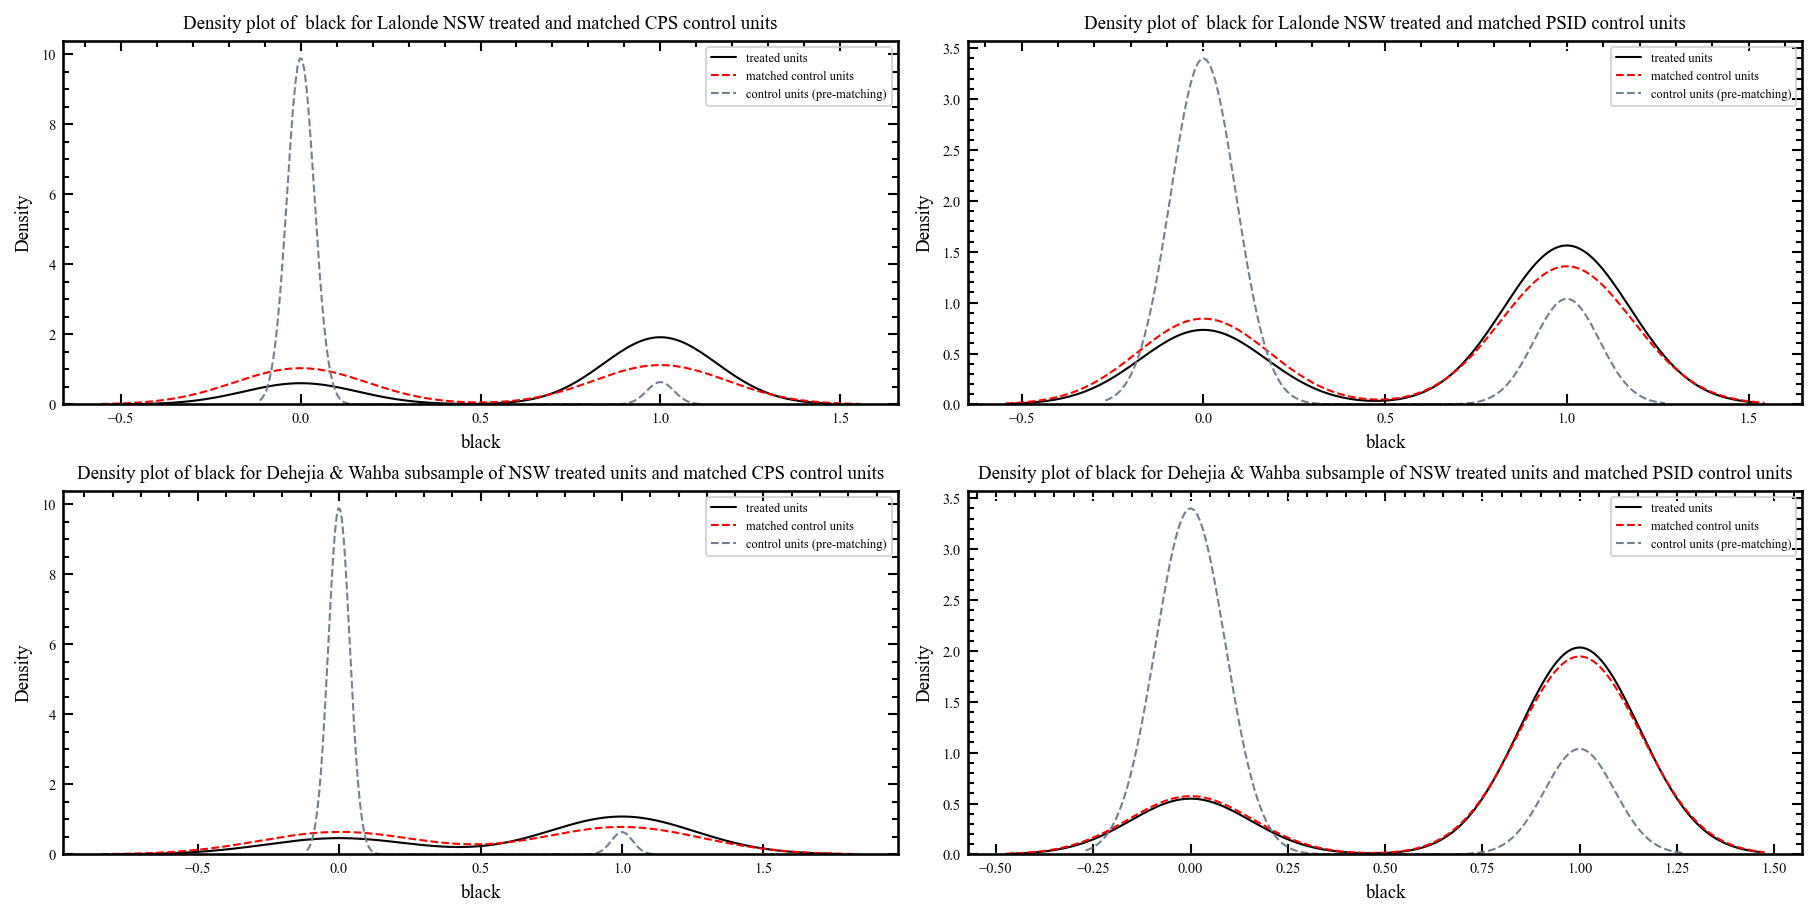 Density plot of  black for Lalonde NSW treated and matched CPS control units
10
8
6
4
2
0
Density
−0.5
0.0
0.5
1.0
1.5
black
treated units
matched control units
control units (pre-matching)
Density plot of  black for Lalonde NSW treated and matched PSID control units
3.5
3.0
2.5
2.0
1.5
1.0
0.5
0.0
Density
−0.5
0.0
0.5
1.0
1.5
black
treated units
matched control units
control units (pre-matching)
Density plot of black for Dehejia & Wahba subsample of NSW treated units and matched CPS control units
10
8
6
4
2
0
Density
−0.5
0.0
0.5
1.0
1.5
black
treated units
matched control units
control units (pre-matching)
Density plot of black for Dehejia & Wahba subsample of NSW treated units and matched PSID control units
3.5
3.0
2.5
2.0
1.5
1.0
0.5
0.0
Density
−0.50
−0.25
0.00
0.25
0.50
0.75
1.00
1.25
1.50
black
treated units
matched control units
control units (pre-matching)